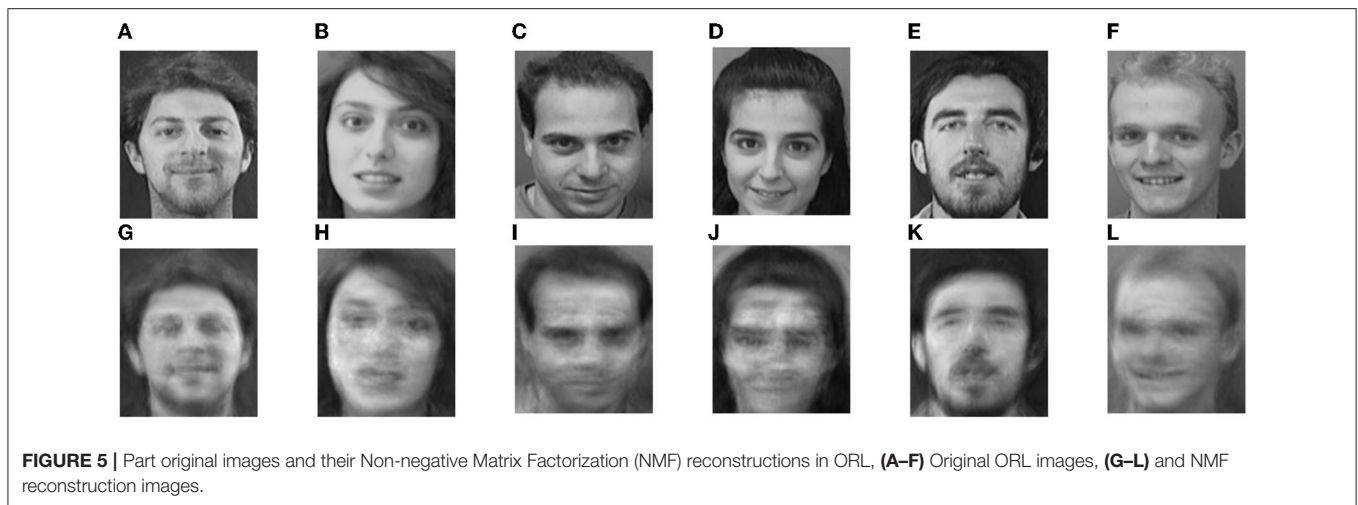 A B C D E F
G H I J K L
FIGURE 5 | Part original images and their Non-negative Matrix Factorization (NMF) reconstructions in ORL, (A–F) Original ORL images, (G–L) and NMF
reconstruction images.